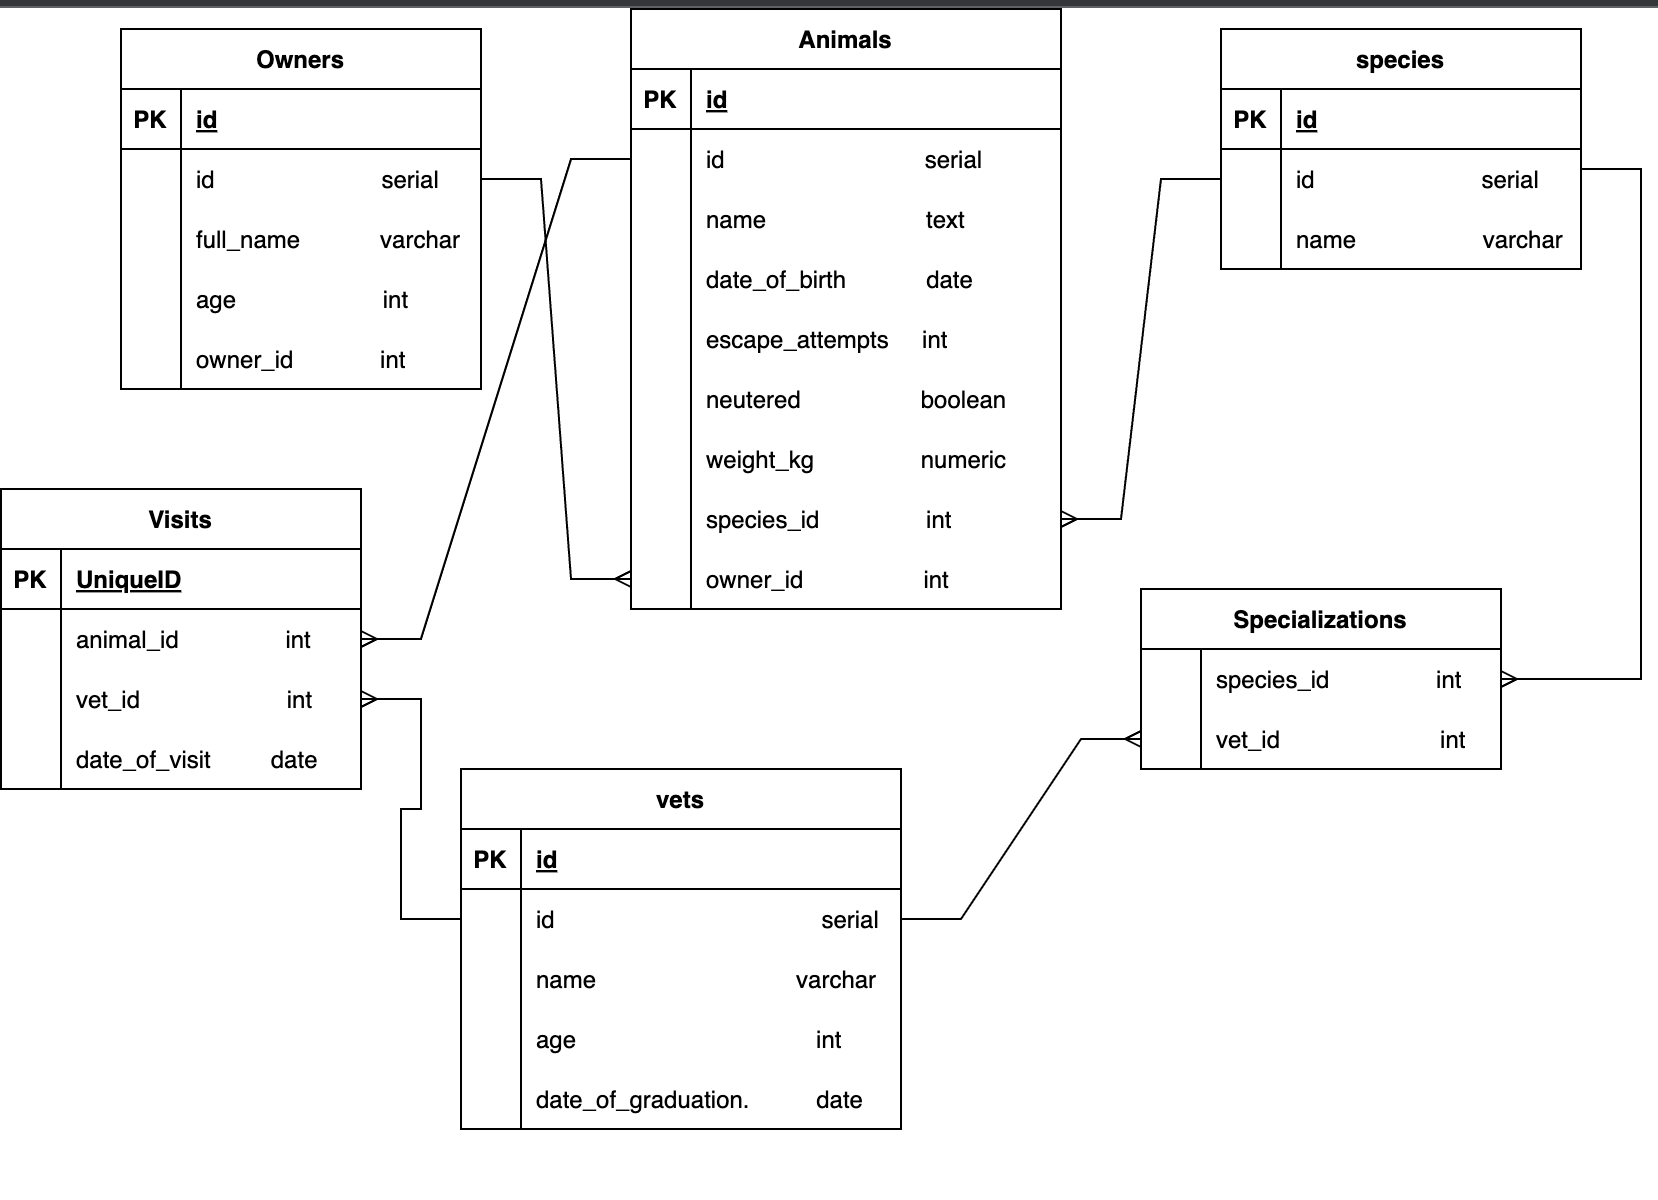 Owners
PK id
id serial
full_name varchar
age int
owner_id int
Animals
PK id
id serial
name text
date_of_birth date
escape_attempts int
neutered boolean
weight_kg numeric
species_id int
owner_id int
species
PK id
id serial
name varchar
Visits
PK UniqueID
animal_id int
vet_id int
date_of_visit date
vets
PK id
id serial
name varchar
age int
date_of_graduation. date
Specializations
species_id int
vet_id int